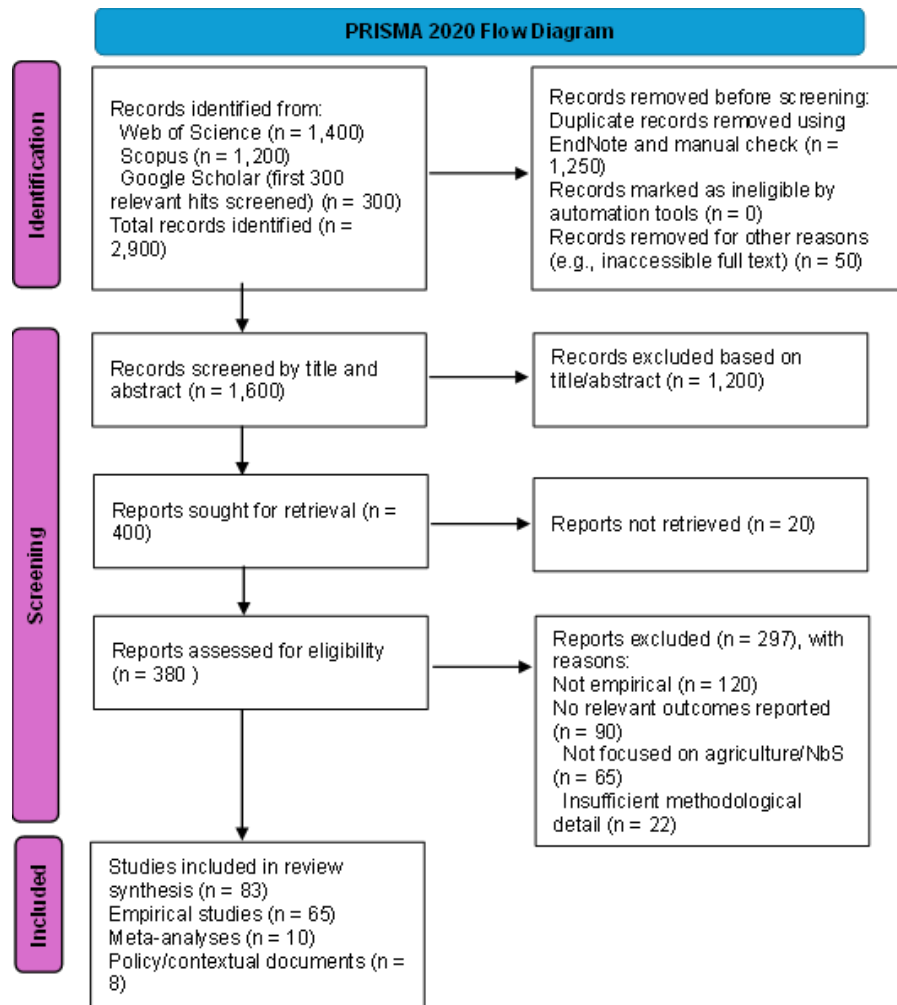 PRISMA 2020 Flow Diagram
Identification
Records identified from:
Web of Science (n = 1,400)
Scopus (n = 1,200)
Google Scholar (first 300
relevant hits screened) (n = 300)
Total records identified (n =
2,900)
Records removed before screening:
Duplicate records removed using
EndNote and manual check (n =
1,250)
Records marked as ineligible by
automation tools (n = 0)
Records removed for other reasons
(e.g., inaccessible full text) (n = 50)
Screening
Records screened by title and
abstract (n = 1,600)
Records excluded based on
title/abstract (n = 1,200)
Reports sought for retrieval (n =
400)
Reports not retrieved (n = 20)
Reports assessed for eligibility
(n = 380 )
Reports excluded (n = 297), with
reasons:
Not empirical (n = 120)
No relevant outcomes reported
(n = 90)
Not focused on agriculture/NbS
(n = 65)
Insufficient methodological
detail (n = 22)
Included
Studies included in review
synthesis (n = 83)
Empirical studies (n = 65)
Meta-analyses (n = 10)
Policy/contextual documents (n =
8)